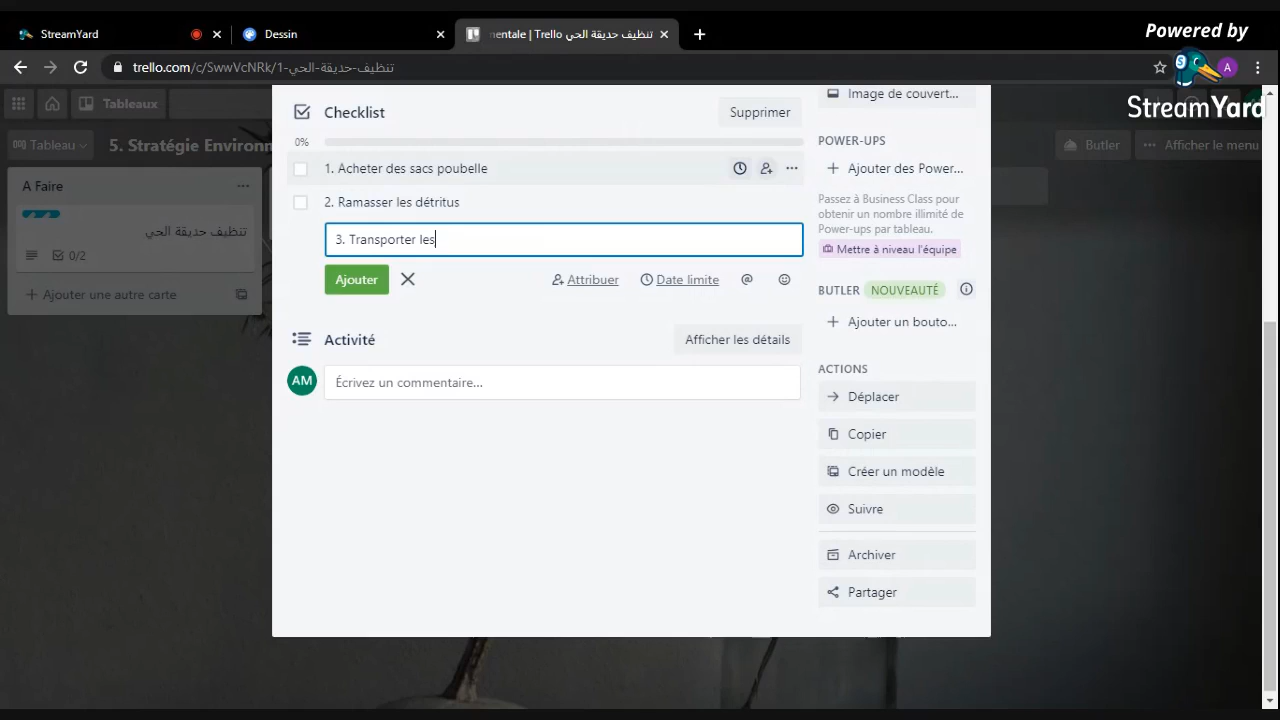 Powered by
StreamYard
StreamYard
Dessin
mentale | Trello تنظيف حديقة الحي
trello.com/c/SwwVcNRk/1-تنظيف-حديقة-الحي
A
Tableaux
Tableau
5. Stratégie Environn
Butler
Afficher le menu
A Faire
تنظيف حديقة الحي
0/2
Ajouter une autre carte
Checklist
Supprimer
0%
1. Acheter des sacs poubelle
2. Ramasser les détritus
3. Transporter les
Ajouter
Attribuer
Date limite
Activité
Afficher les détails
AM
Écrivez un commentaire...
Image de couvert...
POWER-UPS
Ajouter des Power...
Passez à Business Class pour
obtenir un nombre illimité de
Power-ups par tableau.
Mettre à niveau l'équipe
BUTLER NOUVEAUTÉ
Ajouter un bouto...
ACTIONS
Déplacer
Copier
Créer un modèle
Suivre
Archiver
Partager